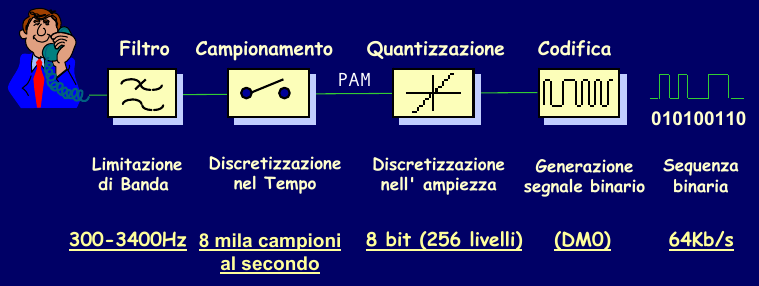 Filtro
Campionamento
Quantizzazione
Codifica
PAM
010100110
Limitazione
di Banda
Discretizzazione
nel Tempo
Discretizzazione
nell' ampiezza
Generazione
segnale binario
Sequenza
binaria
300-3400Hz
8 mila campioni
al secondo
8 bit (256 livelli)
(DM0)
64Kb/s